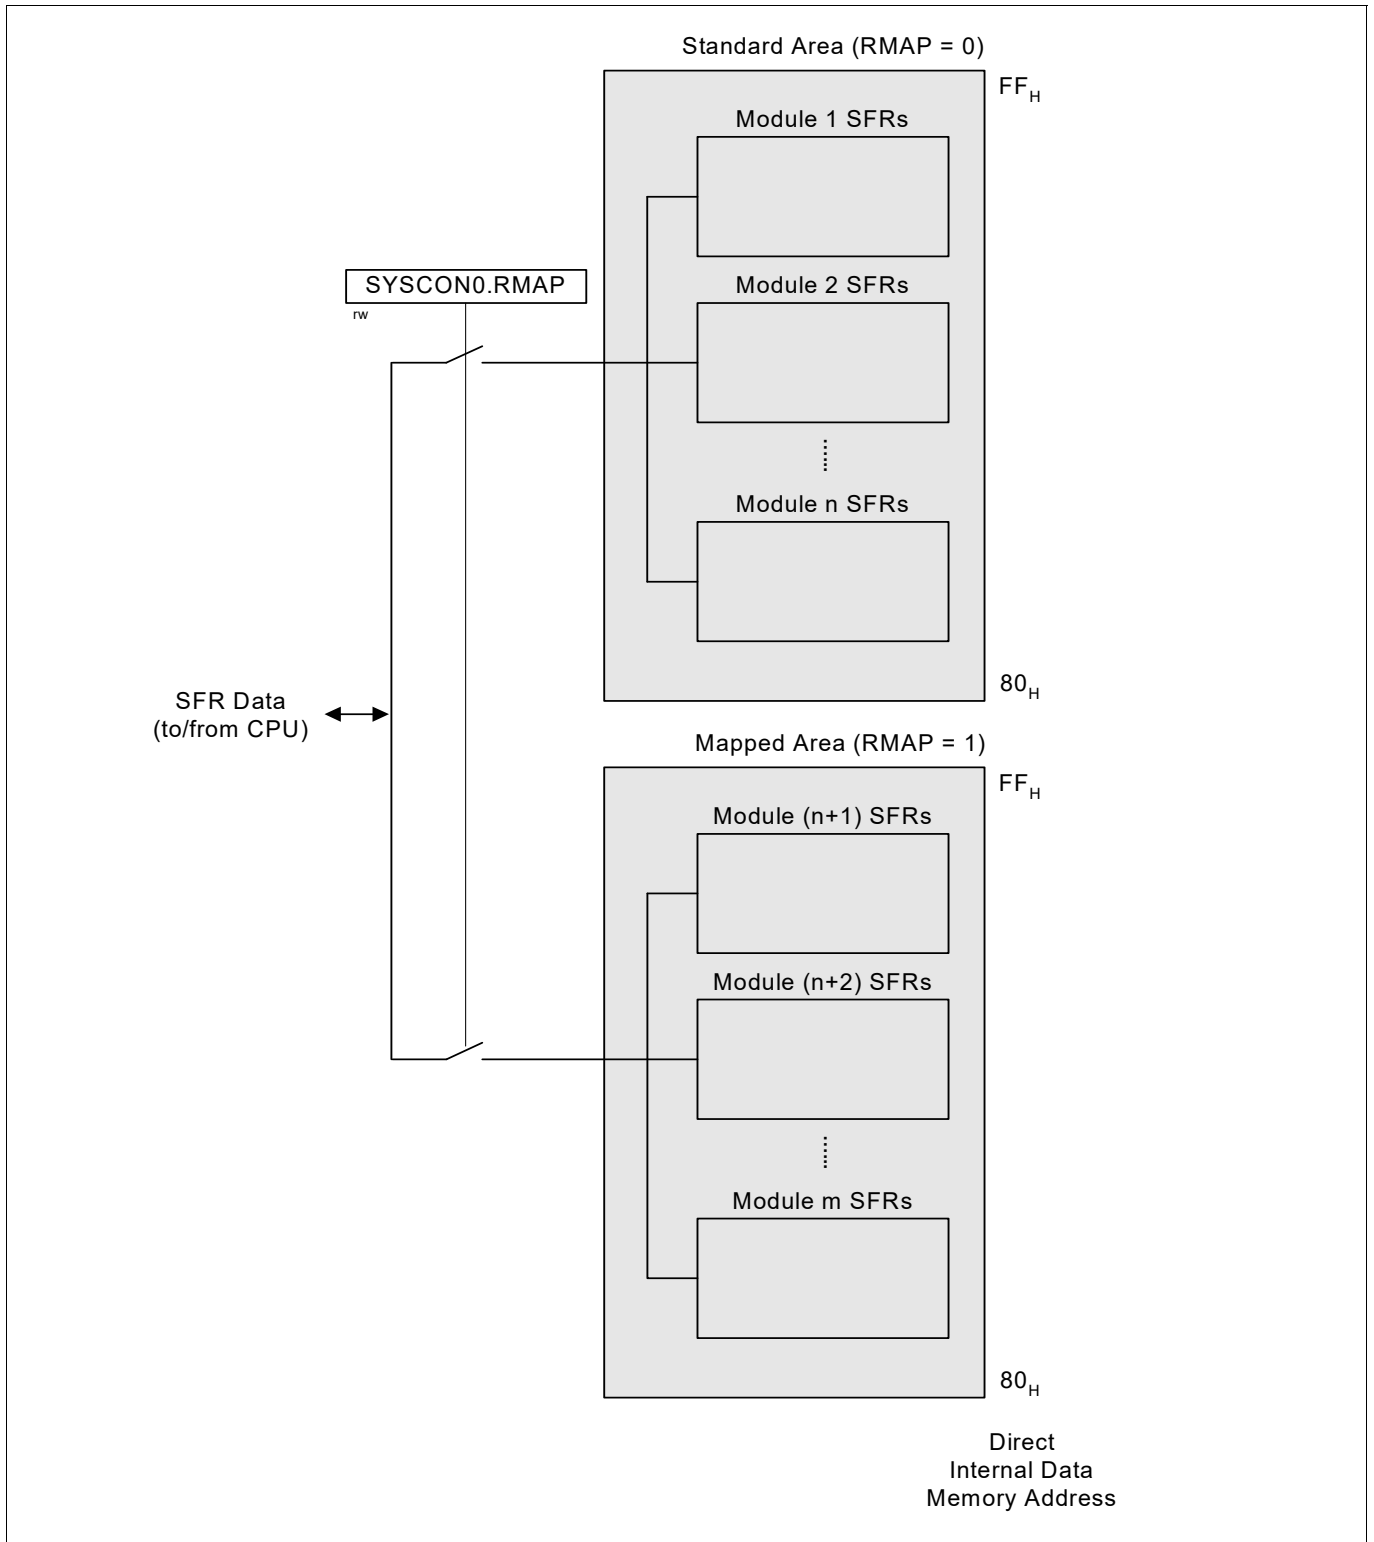 Standard Area (RMAP = 0)
FFH
Module 1 SFRs
SYSCON0.RMAP
rw
Module 2 SFRs
Module n SFRs
80H
SFR Data
(to/from CPU)
Mapped Area (RMAP = 1)
FFH
Module (n+1) SFRs
Module (n+2) SFRs
Module m SFRs
80H
Direct
Internal Data
Memory Address